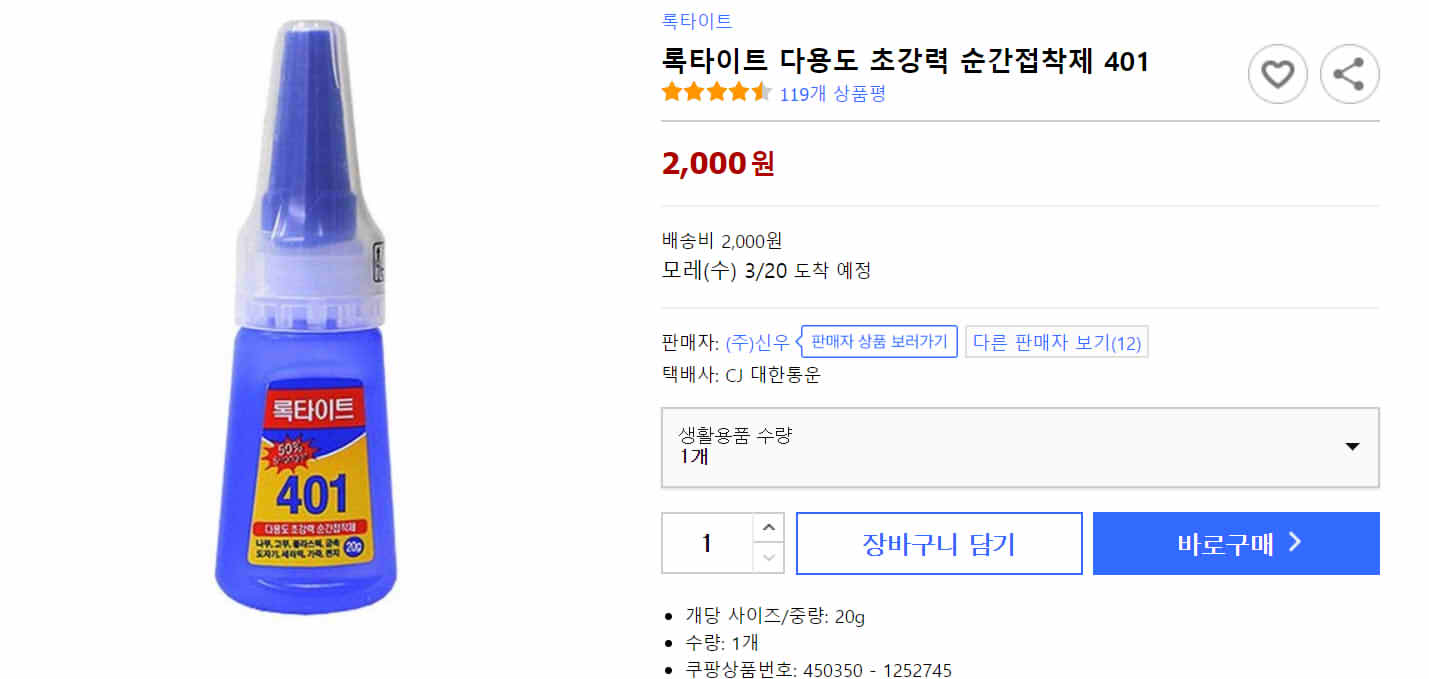 록타이트
록타이트 다용도 초강력 순간접착제 401
119개 상품평
2,000원
배송비 2,000원
모레(수) 3/20 도착 예정
판매자: (주)신우 판매자 상품 보러가기 다른 판매자 보기(12)
택배사: CJ 대한통운
생활용품 수량
1개
1 장바구니 담기 바로구매
개당 사이즈/중량: 20g
수량: 1개
쿠팡상품번호: 450350 - 1252745
록타이트
50%
401
다용도 초강력 순간접착제
나무, 고무, 플라스틱, 금속
도자기, 세라믹, 가죽, 판지
20g